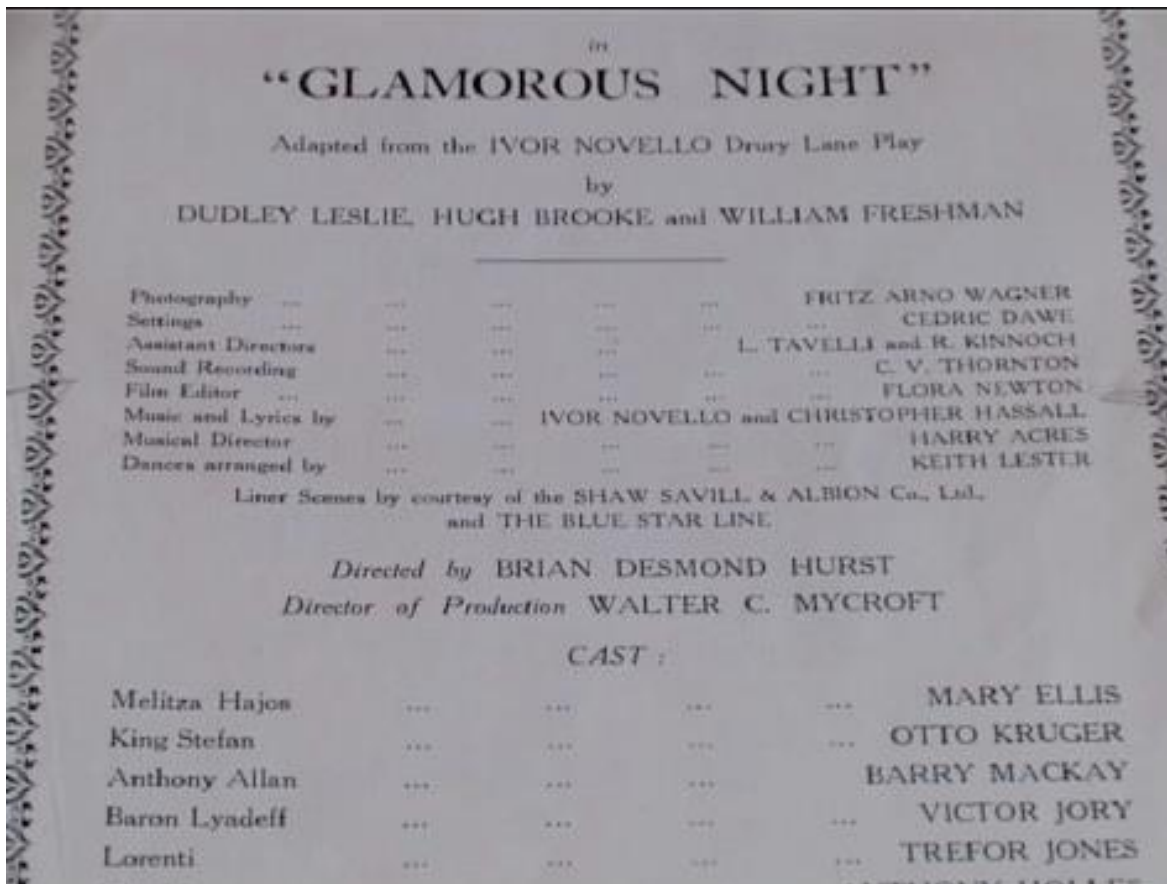 in
"GLAMOROUS NIGHT"
Adapted from the IVOR NOVELLO Drury Lane Play
by
DUDLEY LESLIE, HUGH BROOKE and WILLIAM FRESHMAN
Photography ... ... ... ... ... FRITZ ARNO WAGNER
Settings ... ... ... ... ... ... CEDRIC DAWE
Assistant Directors ... ... ... L. TAVELLI and R. KINNOCH
Sound Recording ... ... ... ... ... C. V. THORNTON
Film Editor ... ... ... ... ... ... FLORA NEWTON
Music and Lyrics by ... ... IVOR NOVELLO and CHRISTOPHER HASSALL
Musical Director ... ... ... ... ... HARRY ACRES
Dances arranged by ... ... ... ... ... KEITH LESTER
Liner Scenes by courtesy of the SHAW SAVILL & ALBION Co., Ltd.,
and THE BLUE STAR LINE
Directed by BRIAN DESMOND HURST
Director of Production WALTER C. MYCROFT
CAST :
Melitza Hajos ... ... ... ... MARY ELLIS
King Stefan ... ... ... ... OTTO KRUGER
Anthony Allan ... ... ... BARRY MACKAY
Baron Lyadeff ... ... ... ... VICTOR JORY
Lorenti ... ... ... ... TREFOR JONES